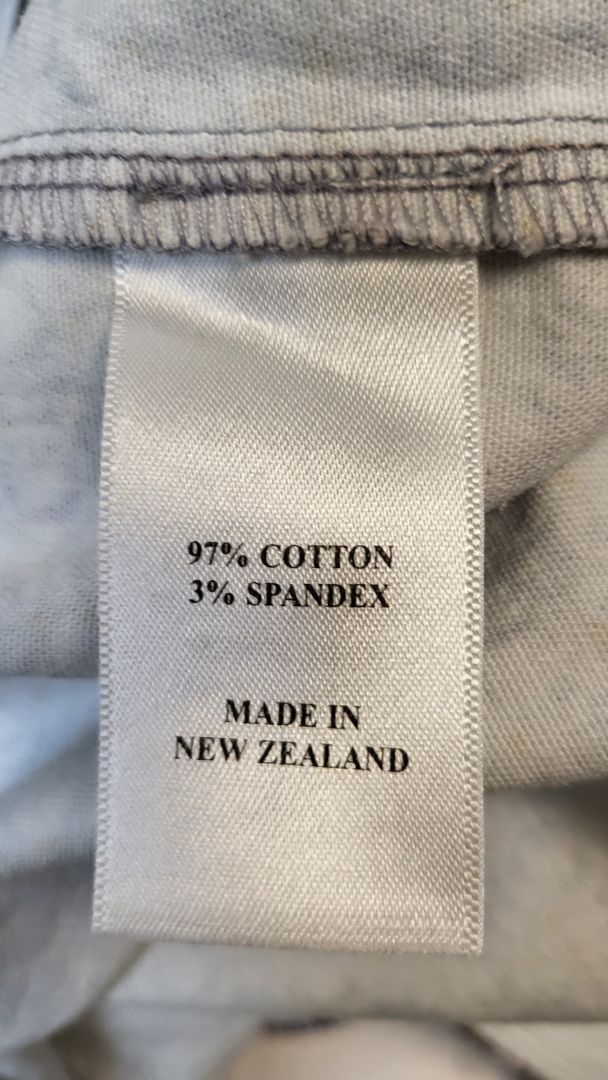 97% COTTON
3% SPANDEX
MADE IN
NEW ZEALAND